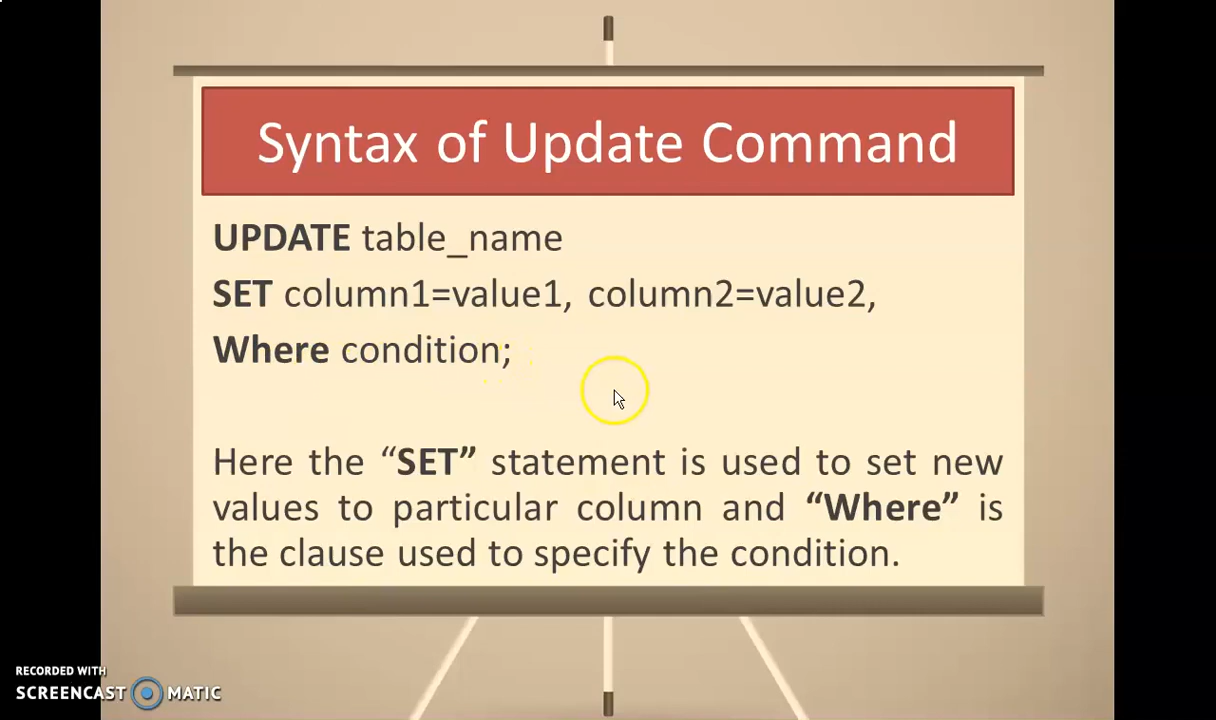 Syntax of Update Command
UPDATE table_name
SET column1=value1, column2=value2,
Where condition;
Here the “SET” statement is used to set new
values to particular column and “Where” is
the clause used to specify the condition.
RECORDED WITH
SCREENCAST MATIC